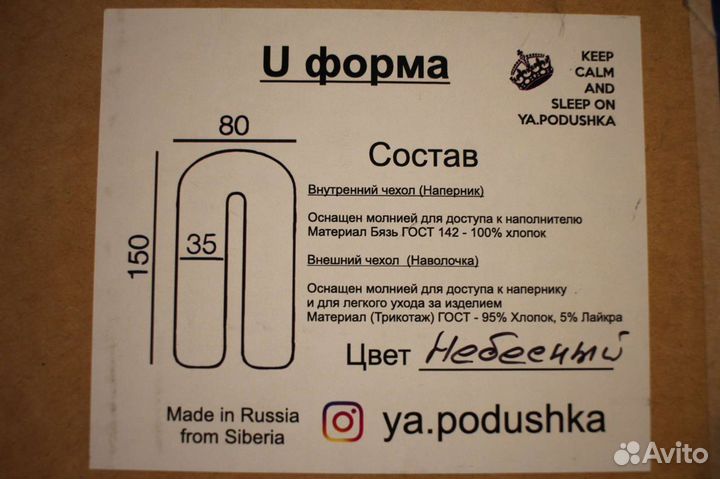 U форма
KEEP
CALM
AND
SLEEP ON
YA.PODUSHKA
80
150
35
Состав
Внутренний чехол (Наперник)
Оснащен молнией для доступа к наполнителю
Материал Бязь ГОСТ 142 - 100% хлопок
Внешний чехол (Наволочка)
Оснащен молнией для доступа к напернику
и для легкого ухода за изделием
Материал (Трикотаж) ГОСТ - 95% Хлопок, 5% Лайкра
Цвет Небесный
Made in Russia
from Siberia
ya.podushka
Avito